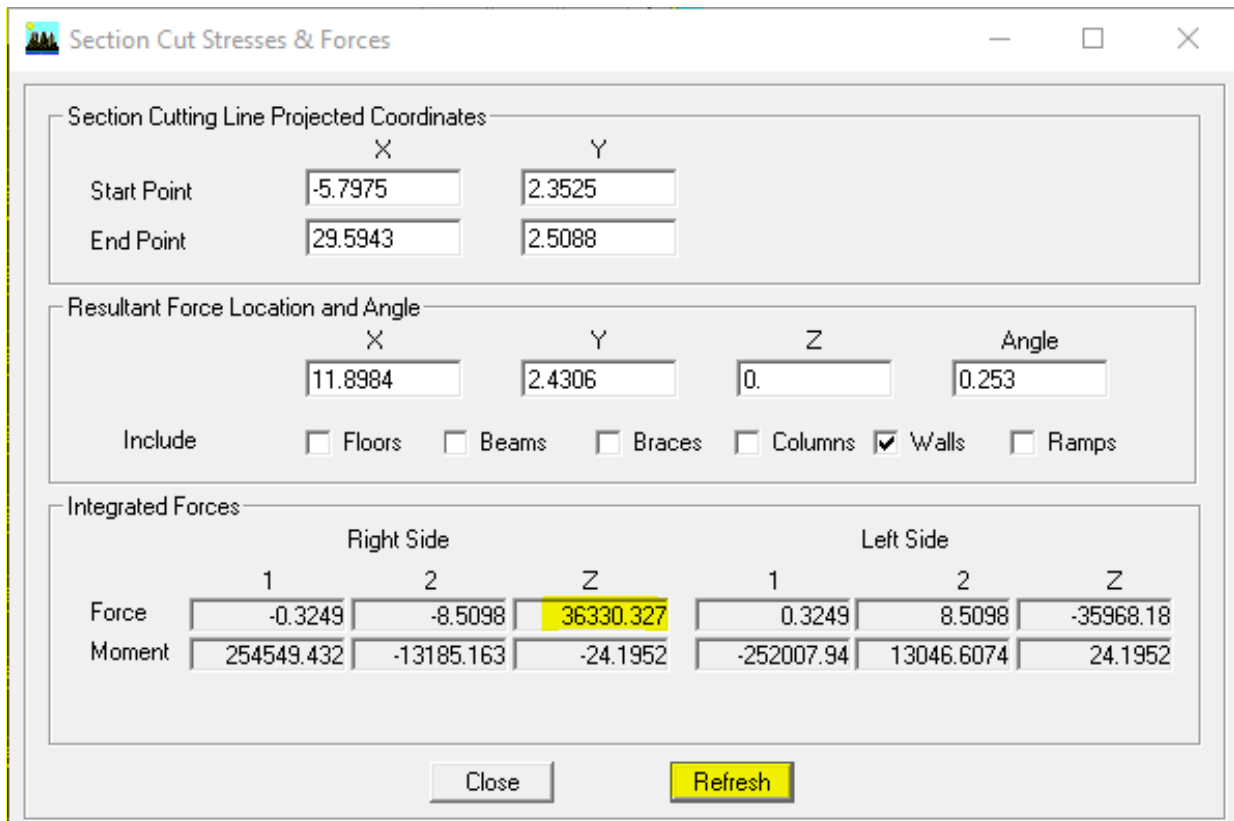 Section Cut Stresses & Forces
Section Cutting Line Projected Coordinates
X Y
Start Point -5.7975 2.3525
End Point 29.5943 2.5088
Resultant Force Location and Angle
X Y Z Angle
11.8984 2.4306 0. 0.253
Include Floors Beams Braces Columns Walls Ramps
Integrated Forces
Right Side Left Side
1 2 Z 1 2 Z
Force -0.3249 -8.5098 36330.327 0.3249 8.5098 -35968.18
Moment 254549.432 -13185.163 -24.1952 -252007.94 13046.6074 24.1952
Close Refresh